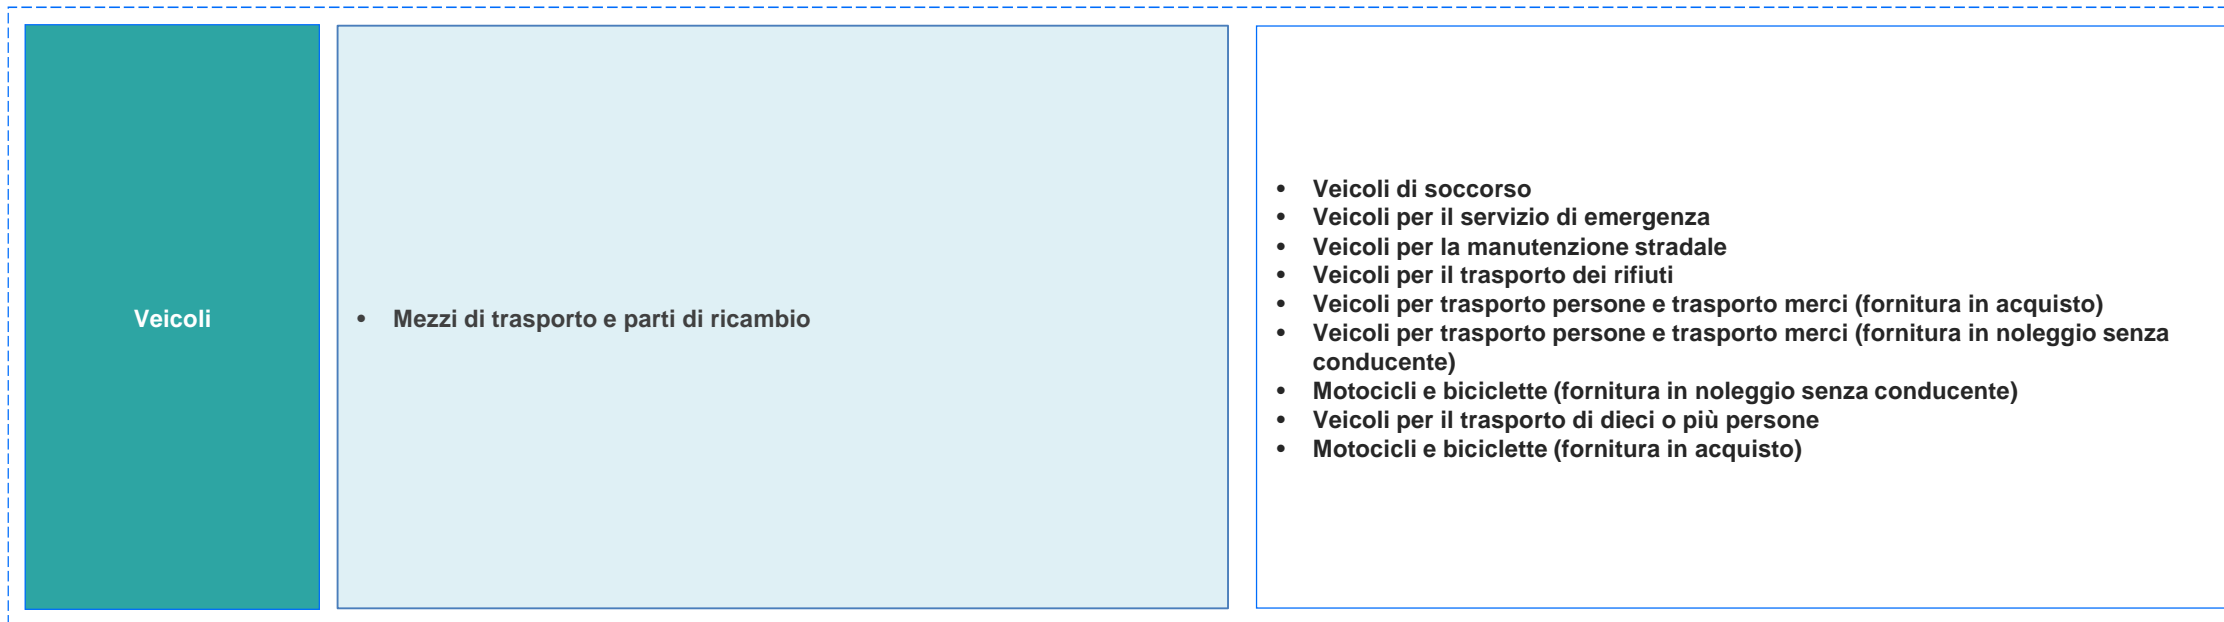 Veicoli
• Mezzi di trasporto e parti di ricambio
• Veicoli di soccorso
• Veicoli per il servizio di emergenza
• Veicoli per la manutenzione stradale
• Veicoli per il trasporto dei rifiuti
• Veicoli per trasporto persone e trasporto merci (fornitura in acquisto)
• Veicoli per trasporto persone e trasporto merci (fornitura in noleggio senza
conducente)
• Motocicli e biciclette (fornitura in noleggio senza conducente)
• Veicoli per il trasporto di dieci o più persone
• Motocicli e biciclette (fornitura in acquisto)